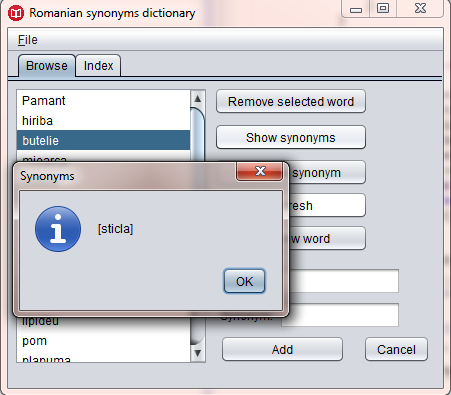 Romanian synonyms dictionary
File
Browse Index
Pamant
hiriba
butelie
Remove selected word
Show synonyms
synonym
Synonyms
[sticla]
OK
word
Synonym:
lipideu
pom
Add Cancel